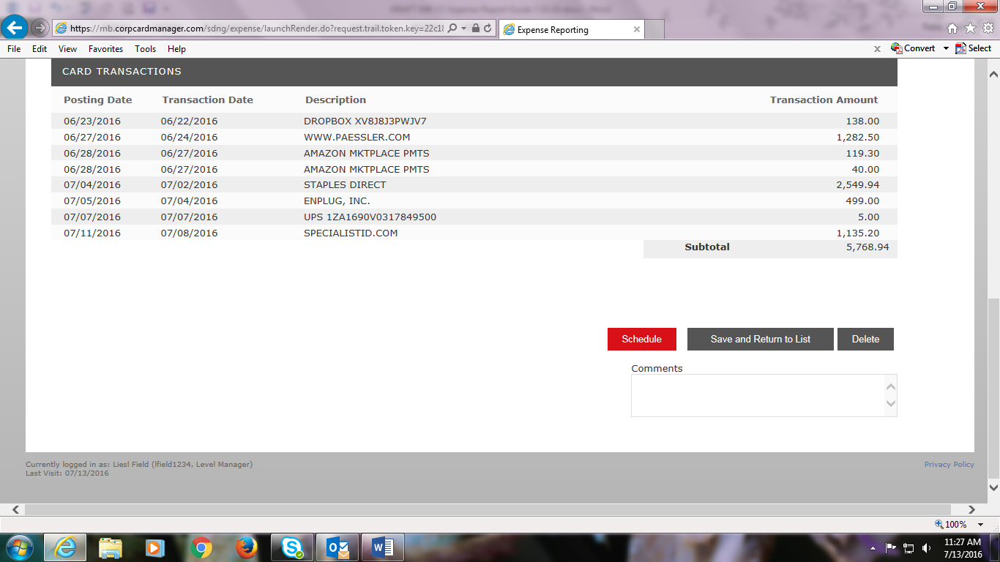 https://mb.corpcardmanager.com/sdng/expense/launchRender.do?request.trail.token.key=22c18
Expense Reporting
File Edit View Favorites Tools Help
x Convert Select
CARD TRANSACTIONS
Posting Date Transaction Date Description Transaction Amount
06/23/2016 06/22/2016 DROPBOX XV8J8J3PWJV7 138.00
06/27/2016 06/24/2016 WWW.PAESSLER.COM 1,282.50
06/28/2016 06/27/2016 AMAZON MKTPLACE PMTS 119.30
06/28/2016 06/27/2016 AMAZON MKTPLACE PMTS 40.00
07/04/2016 07/02/2016 STAPLES DIRECT 2,549.94
07/05/2016 07/04/2016 ENPLUG, INC. 499.00
07/07/2016 07/07/2016 UPS 1ZA1690V0317849500 5.00
07/11/2016 07/08/2016 SPECIALISTID.COM 1,135.20
Subtotal 5,768.94
Schedule Save and Return to List Delete
Comments
Currently logged in as: Liesl Field (lfield1234, Level Manager) Privacy Policy
Last Visit: 07/13/2016
100%
11:27 AM
7/13/2016